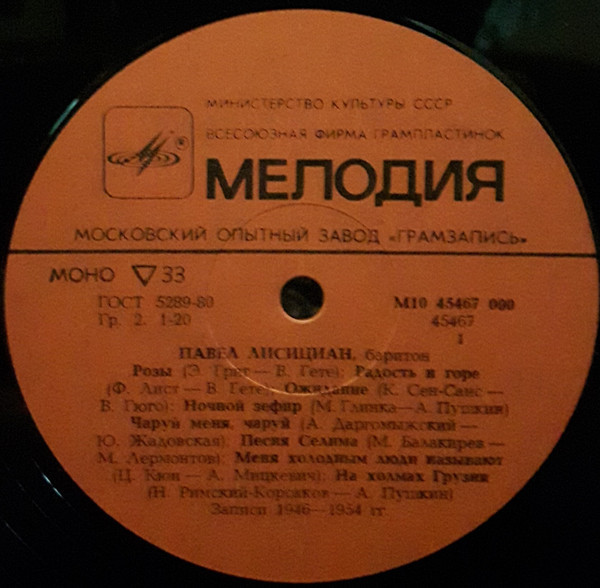 МИНИСТЕРСТВО КУЛЬТУРЫ СССР
ВСЕСОЮЗНАЯ ФИРМА ГРАМПЛАСТИНОК
МЕЛОДИЯ
МОСКОВСКИЙ ОПЫТНЫЙ ЗАВОД «ГРАМЗАПИСЬ»
МОНО 33
ГОСТ 5289-80
Гр. 2. 1-20
М10 45467 000
45467
1
ПАВЕЛ ЛИСИЦИАН, баритон
Розы (Э. Григ — В. Гете); Радость и горе
(Ф. Лист — В. Гете); Ожидание (К. Сен-Санс —
В. Гюго); Ночной зефир (М. Глинка — А. Пушкин)
Чаруй меня, чаруй (А. Даргомыжский —
Ю. Жадовская); Песня Селима (М. Балакирев —
М. Лермонтов); Меня холодным люди называют
(Ц. Кюи — А. Мицкевич); На холмах Грузии
(Н. Римский-Корсаков — А. Пушкин)
Записи 1946—1954 гг.